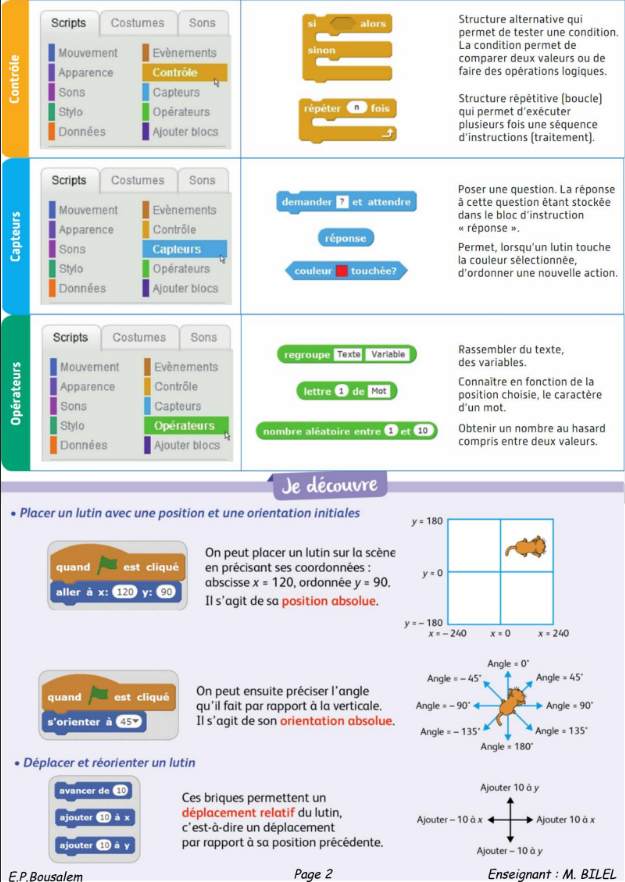 Contrôle
Scripts Costumes Sons
Mouvement Evènements
Apparence Contrôle
Sons Capteurs
Stylo Opérateurs
Données Ajouter blocs
si alors
sinon
répéter n fois
Structure alternative qui
permet de tester une condition.
La condition permet de
comparer deux valeurs ou de
faire des opérations logiques.
Structure répétitive (boucle)
qui permet d'exécuter
plusieurs fois une séquence
d'instructions (traitement).
Capteurs
Scripts Costumes Sons
Mouvement Evènements
Apparence Contrôle
Sons Capteurs
Stylo Opérateurs
Données Ajouter blocs
demander ? et attendre
réponse
couleur touchée?
Poser une question. La réponse
à cette question étant stockée
dans le bloc d'instruction
« réponse ».
Permet, lorsqu'un lutin touche
la couleur sélectionnée,
d'ordonner une nouvelle action.
Opérateurs
Scripts Costumes Sons
Mouvement Evènements
Apparence Contrôle
Sons Capteurs
Stylo Opérateurs
Données Ajouter blocs
regroupe Texte Variable
lettre 1 de Mot
nombre aléatoire entre 1 et 10
Rassembler du texte,
des variables.
Connaître en fonction de la
position choisie, le caractère
d'un mot.
Obtenir un nombre au hasard
compris entre deux valeurs.
Je découvre
• Placer un lutin avec une position et une orientation initiales
quand est cliqué
aller à x: 120 y: 90
On peut placer un lutin sur la scène
en précisant ses coordonnées :
abscisse x = 120, ordonnée y = 90.
Il s'agit de sa position absolue.
y = 180
y = 0
y = – 180
x = – 240 x = 0 x = 240
quand est cliqué
s'orienter à 45
On peut ensuite préciser l'angle
qu'il fait par rapport à la verticale.
Il s'agit de son orientation absolue.
Angle = 0°
Angle = – 45° Angle = 45°
Angle = – 90° Angle = 90°
Angle = – 135° Angle = 135°
Angle = 180°
• Déplacer et réorienter un lutin
avancer de 10
ajouter 10 à x
ajouter 10 à y
Ces briques permettent un
déplacement relatif du lutin,
c'est-à-dire un déplacement
par rapport à sa position précédente.
Ajouter 10 à y
Ajouter – 10 à x Ajouter 10 à x
Ajouter – 10 à y
E.P.Bousalem Page 2 Enseignant : M. BILEL